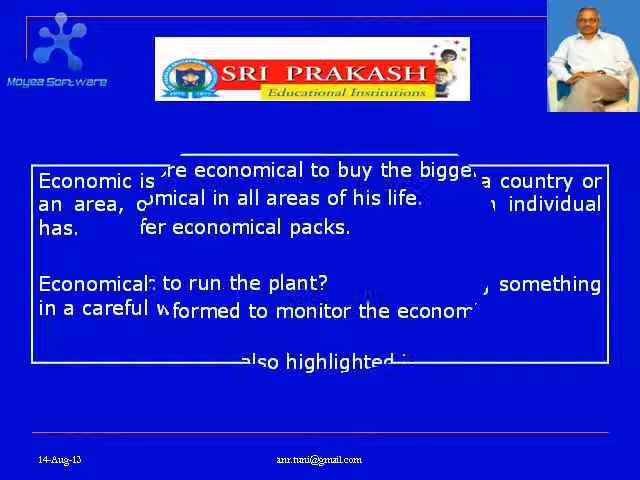 Moyea Software
SRI PRAKASH
Educational Institutions
more economical to buy the bigge
Economic is a country or
omical in all areas of his life.
an area, o individual
has. fer economical packs.
Economical to run the plant? something
in a careful formed to monitor the econom
also highlighted
14-Aug-13 anr.tuni@gmail.com